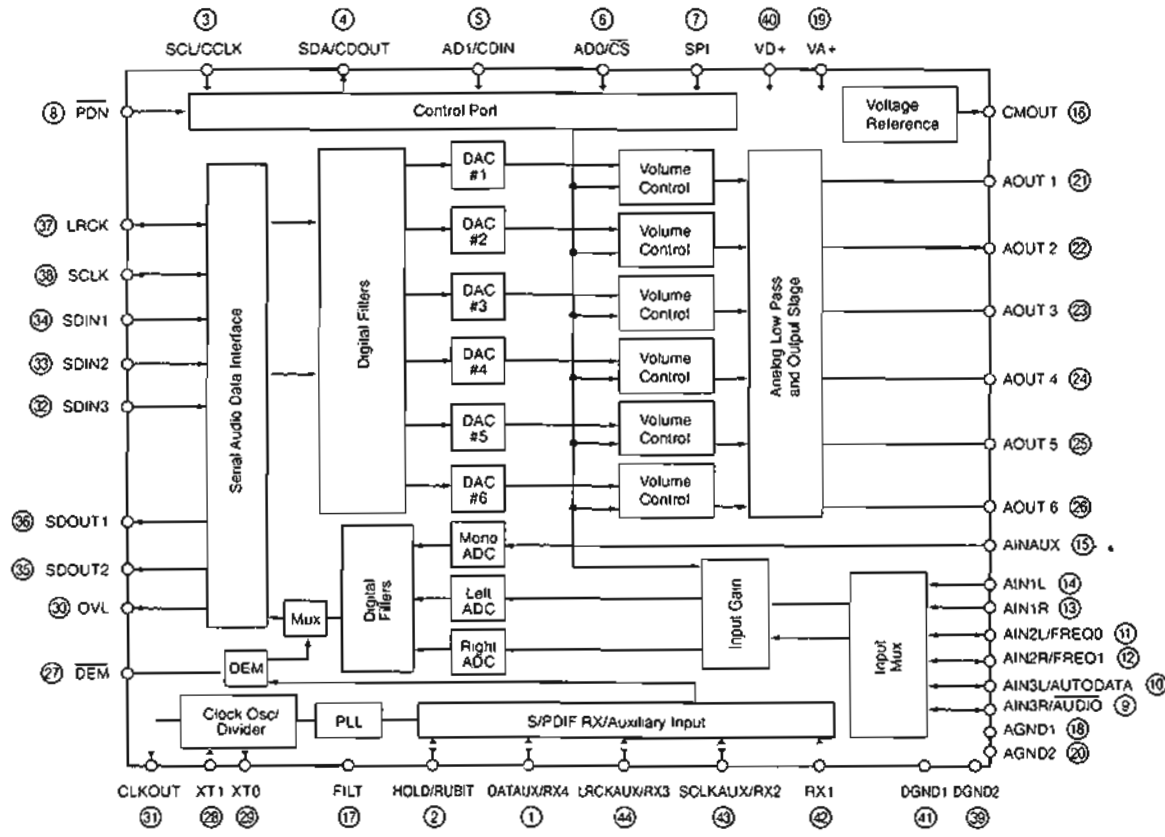 3 4 5 6 7 40 19
SCL/CCLK SDA/CDOUT AD1/CDIN AD0/CS SPI VD+ VA+
8 PDN
Control Port
Voltage
Reference
CMOUT 16
Serial Audio Data Interface
Digital Filters
DAC
#1
Volume
Control
AOUT 1 21
37 LRCK
DAC
#2
Volume
Control
AOUT 2 22
38 SCLK
34 SDIN1
DAC
#3
Volume
Control
Analog Low Pass
and Output Stage
AOUT 3 23
33 SDIN2
DAC
#4
Volume
Control
AOUT 4 24
32 SDIN3
DAC
#5
Volume
Control
AOUT 5 25
DAC
#6
Volume
Control
AOUT 6 26
36 SDOUT1
Mono
ADC
AINAUX 15
35 SDOUT2
Digital
Filters
Left
ADC
Input Gain
Input
Mux
AIN1L 14
30 OVL
Mux
AIN1R 13
AIN2L/FREQ0 11
Right
ADC
AIN2R/FREQ1 12
27 DEM
DEM
AIN3L/AUTODATA 10
AIN3R/AUDIO 9
Clock Osc/
Divider
PLL
S/PDIF RX/Auxiliary Input
AGND1 18
AGND2 20
CLKOUT XT1 XT0 FILT HOLD/RUBIT DATAUX/RX4 LRCKAUX/RX3 SCLKAUX/RX2 RX1 DGND1 DGND2
31 28 29 17 2 1 44 43 42 41 39